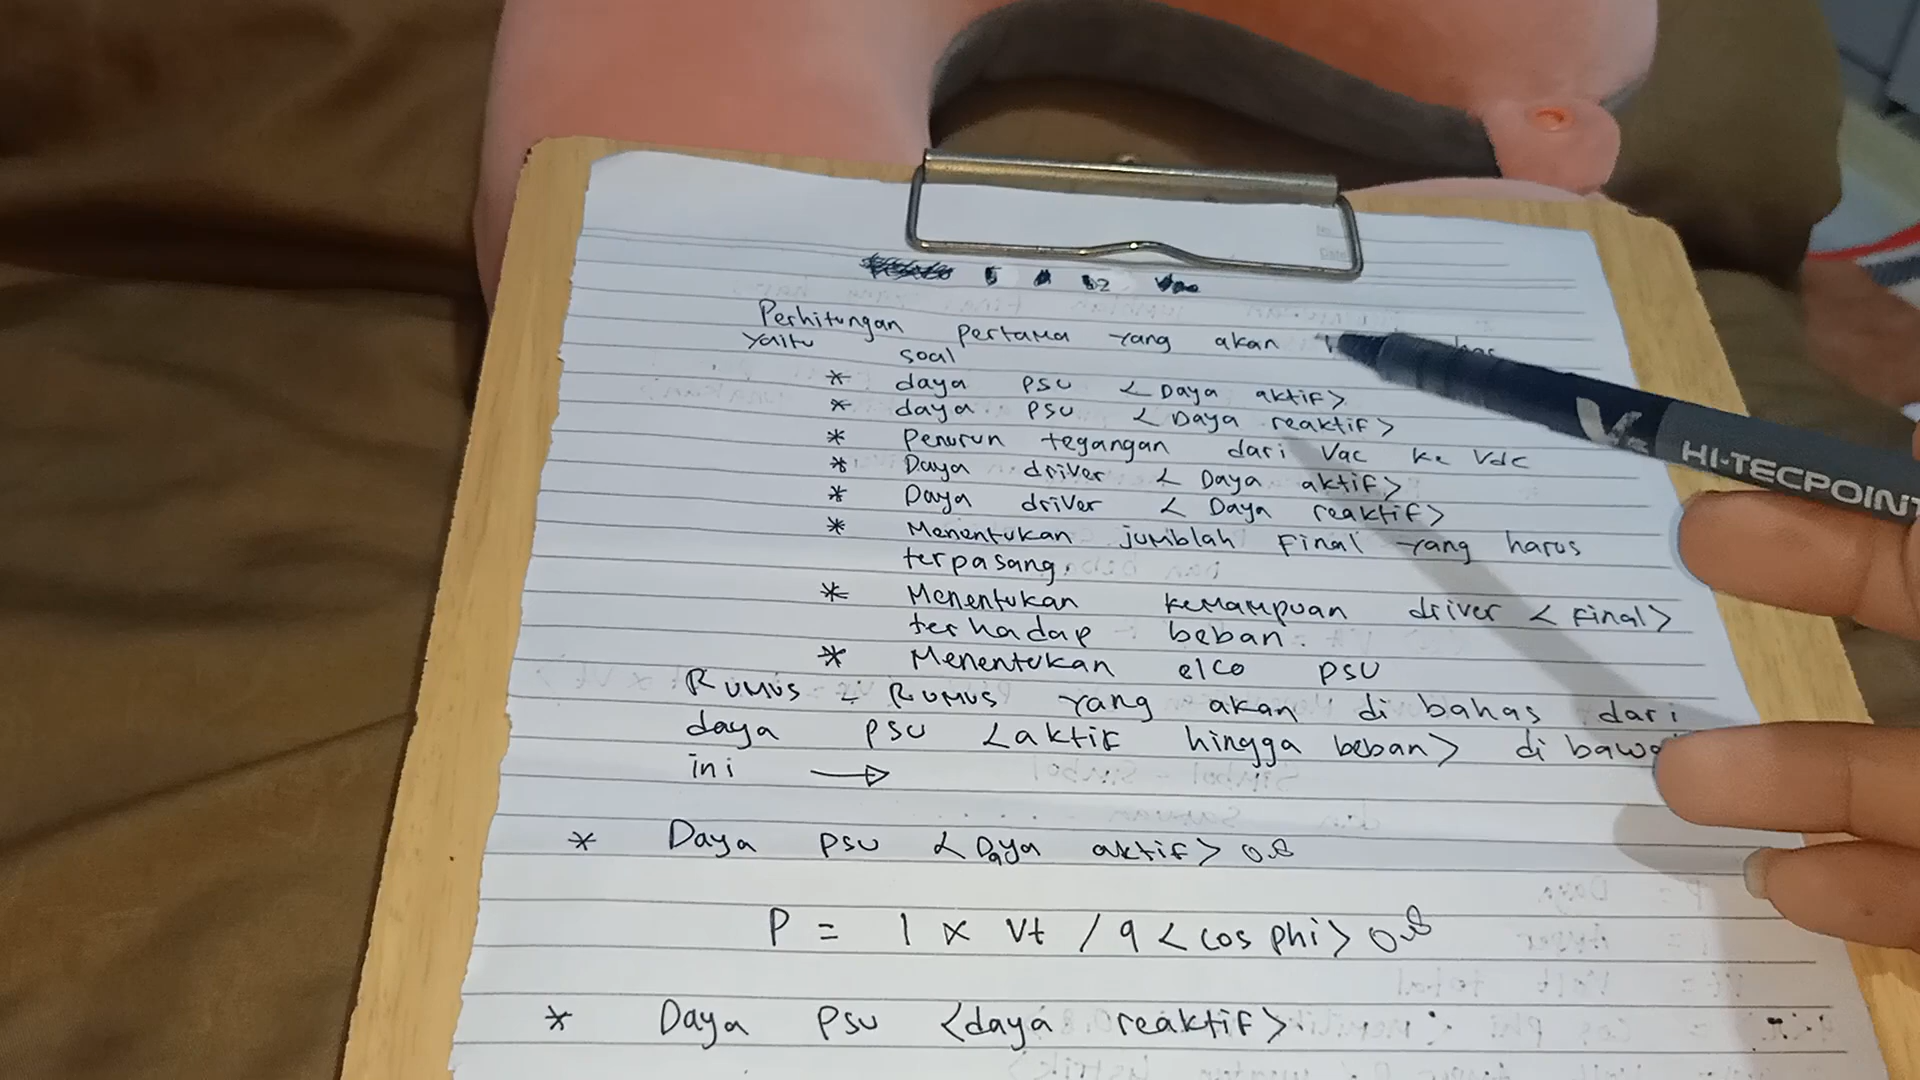 Perhitungan pertama yang akan
yaitu soal
* daya psu <Daya aktif>
* daya psu <Daya reaktif>
* Penurun tegangan dari Vac ke Vdc
* Daya driver <Daya aktif>
* Daya driver <Daya reaktif>
* Menentukan jumblah Final yang harus
terpasang.
* Menentukan kemampuan driver <Final>
terhadap beban.
* Menentukan elco psu
Rumus - Rumus yang akan di bahas dari
daya psu <aktif hingga beban> di bawa
ini →
* Daya psu <Daya aktif> 0.8
P = I x Vt / 9 <cos phi> 0.8
* Daya psu <daya reaktif>
V5 HI-TECPOINT